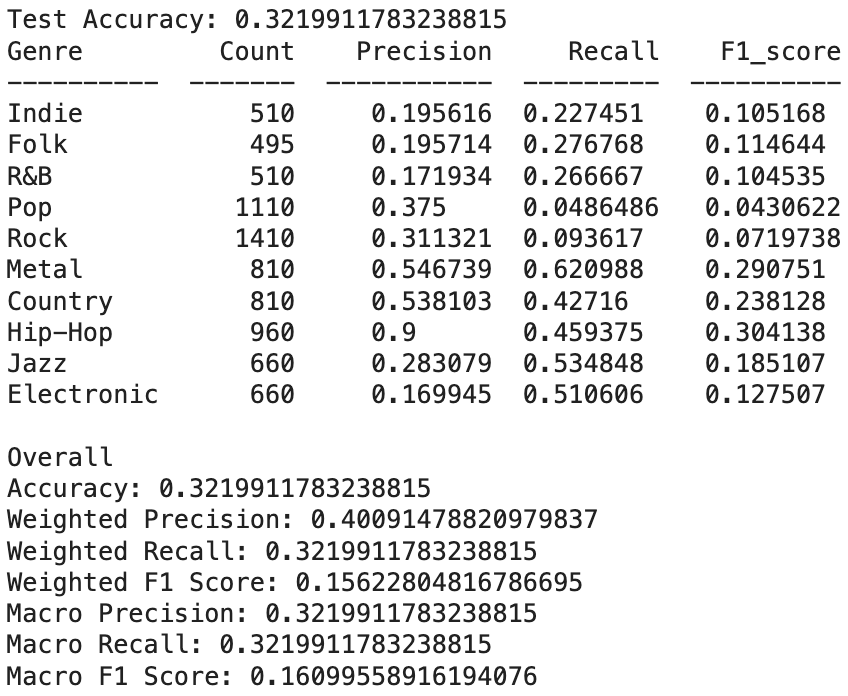 Test Accuracy: 0.3219911783238815
Genre Count Precision Recall F1_score
---------- ------- ----------- --------- ----------
Indie 510 0.195616 0.227451 0.105168
Folk 495 0.195714 0.276768 0.114644
R&B 510 0.171934 0.266667 0.104535
Pop 1110 0.375 0.0486486 0.0430622
Rock 1410 0.311321 0.093617 0.0719738
Metal 810 0.546739 0.620988 0.290751
Country 810 0.538103 0.42716 0.238128
Hip-Hop 960 0.9 0.459375 0.304138
Jazz 660 0.283079 0.534848 0.185107
Electronic 660 0.169945 0.510606 0.127507
Overall
Accuracy: 0.3219911783238815
Weighted Precision: 0.40091478820979837
Weighted Recall: 0.3219911783238815
Weighted F1 Score: 0.15622804816786695
Macro Precision: 0.3219911783238815
Macro Recall: 0.3219911783238815
Macro F1 Score: 0.16099558916194076